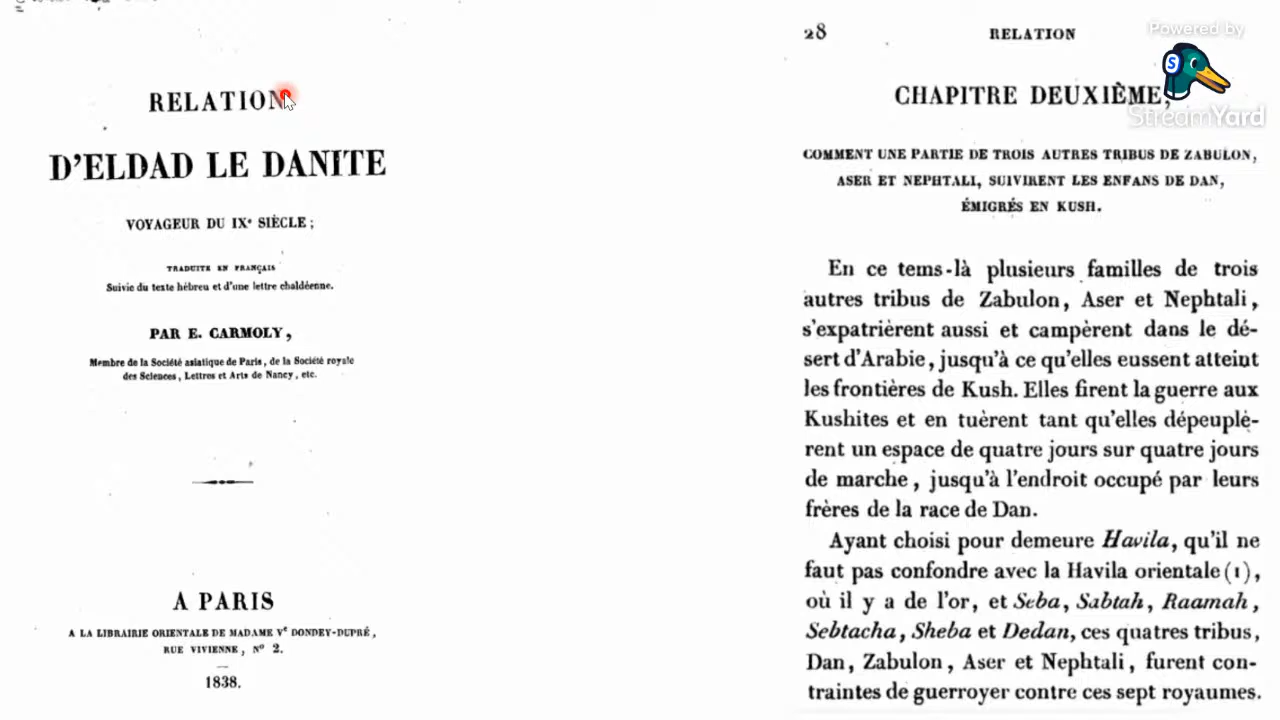 RELATION
D'ELDAD LE DANITE
VOYAGEUR DU IXe SIÈCLE ;
TRADUITE EN FRANÇAIS
Suivie du texte hébreu et d'une lettre chaldéenne.
PAR E. CARMOLY,
Membre de la Société asiatique de Paris, de la Société royale
des Sciences, Lettres et Arts de Nancy, etc.
A PARIS
A LA LIBRAIRIE ORIENTALE DE MADAME Ve DONDEY-DUPRÉ,
RUE VIVIENNE, No 2.
1838.
28 RELATION
CHAPITRE DEUXIÈME,
COMMENT UNE PARTIE DE TROIS AUTRES TRIBUS DE ZABULON,
ASER ET NEPHTALI, SUIVIRENT LES ENFANS DE DAN,
ÉMIGRÉS EN KUSH.
En ce tems-là plusieurs familles de trois
autres tribus de Zabulon, Aser et Nephtali,
s'expatrièrent aussi et campèrent dans le dé-
sert d'Arabie, jusqu'à ce qu'elles eussent atteint
les frontières de Kush. Elles firent la guerre aux
Kushites et en tuèrent tant qu'elles dépeuplè-
rent un espace de quatre jours sur quatre jours
de marche, jusqu'à l'endroit occupé par leurs
frères de la race de Dan.
Ayant choisi pour demeure Havila, qu'il ne
faut pas confondre avec la Havila orientale (1),
où il y a de l'or, et Seba, Sabtah, Raamah,
Sebtacha, Sheba et Dedan, ces quatres tribus,
Dan, Zabulon, Aser et Nephtali, furent con-
traintes de guerroyer contre ces sept royaumes.
Powered by
S
StreamYard